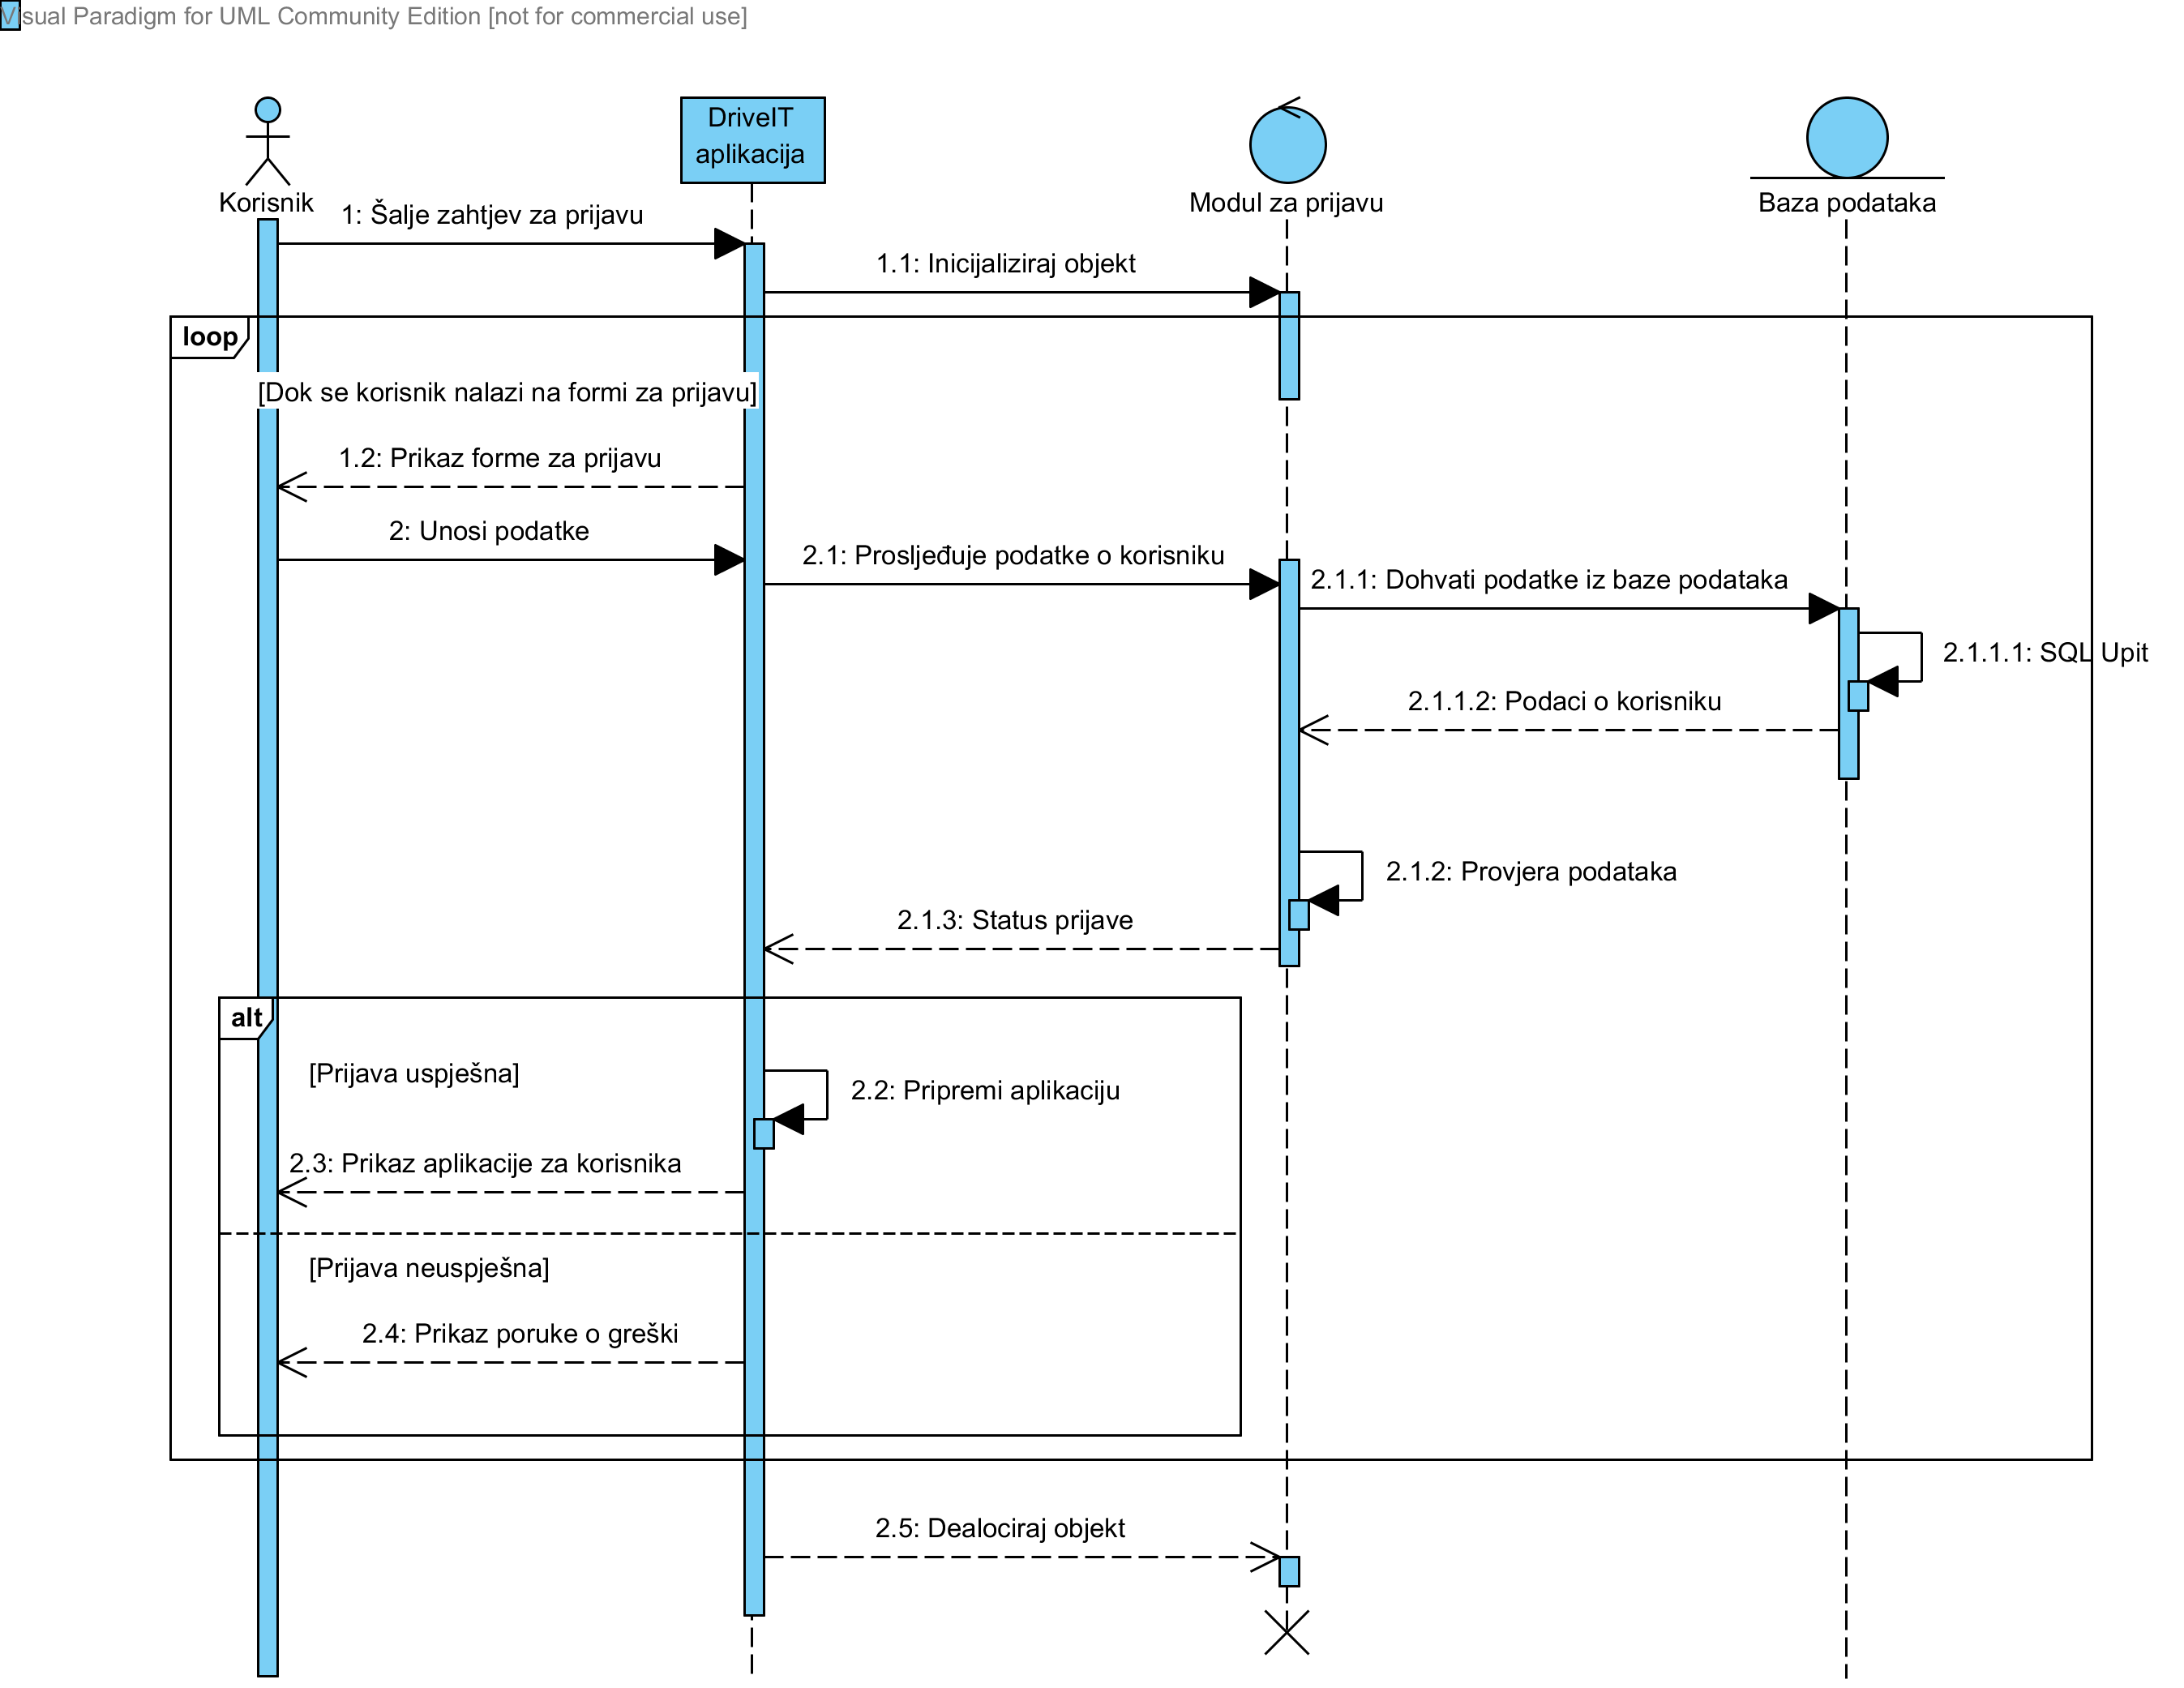 Visual Paradigm for UML Community Edition [not for commercial use]
DriveIT
aplikacija
Korisnik
Modul za prijavu
Baza podataka
1: Šalje zahtjev za prijavu
1.1: Inicijaliziraj objekt
loop
[Dok se korisnik nalazi na formi za prijavu]
1.2: Prikaz forme za prijavu
2: Unosi podatke
2.1: Prosljeđuje podatke o korisniku
2.1.1: Dohvati podatke iz baze podataka
2.1.1.1: SQL Upit
2.1.1.2: Podaci o korisniku
2.1.2: Provjera podataka
2.1.3: Status prijave
alt
[Prijava uspješna]
2.2: Pripremi aplikaciju
2.3: Prikaz aplikacije za korisnika
[Prijava neuspješna]
2.4: Prikaz poruke o greški
2.5: Dealociraj objekt